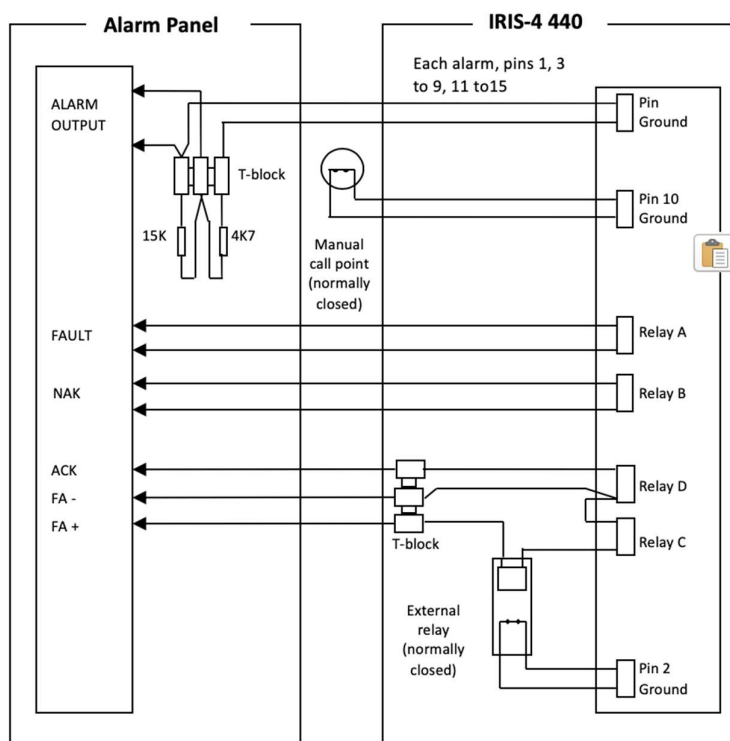 Alarm Panel
IRIS-4 440
Each alarm, pins 1, 3
to 9, 11 to15
ALARM
OUTPUT
Pin
Ground
T-block
Pin 10
Ground
15K
4K7
Manual
call point
(normally
closed)
FAULT
Relay A
NAK
Relay B
ACK
Relay D
FA -
FA +
T-block
Relay C
External
relay
(normally
closed)
Pin 2
Ground